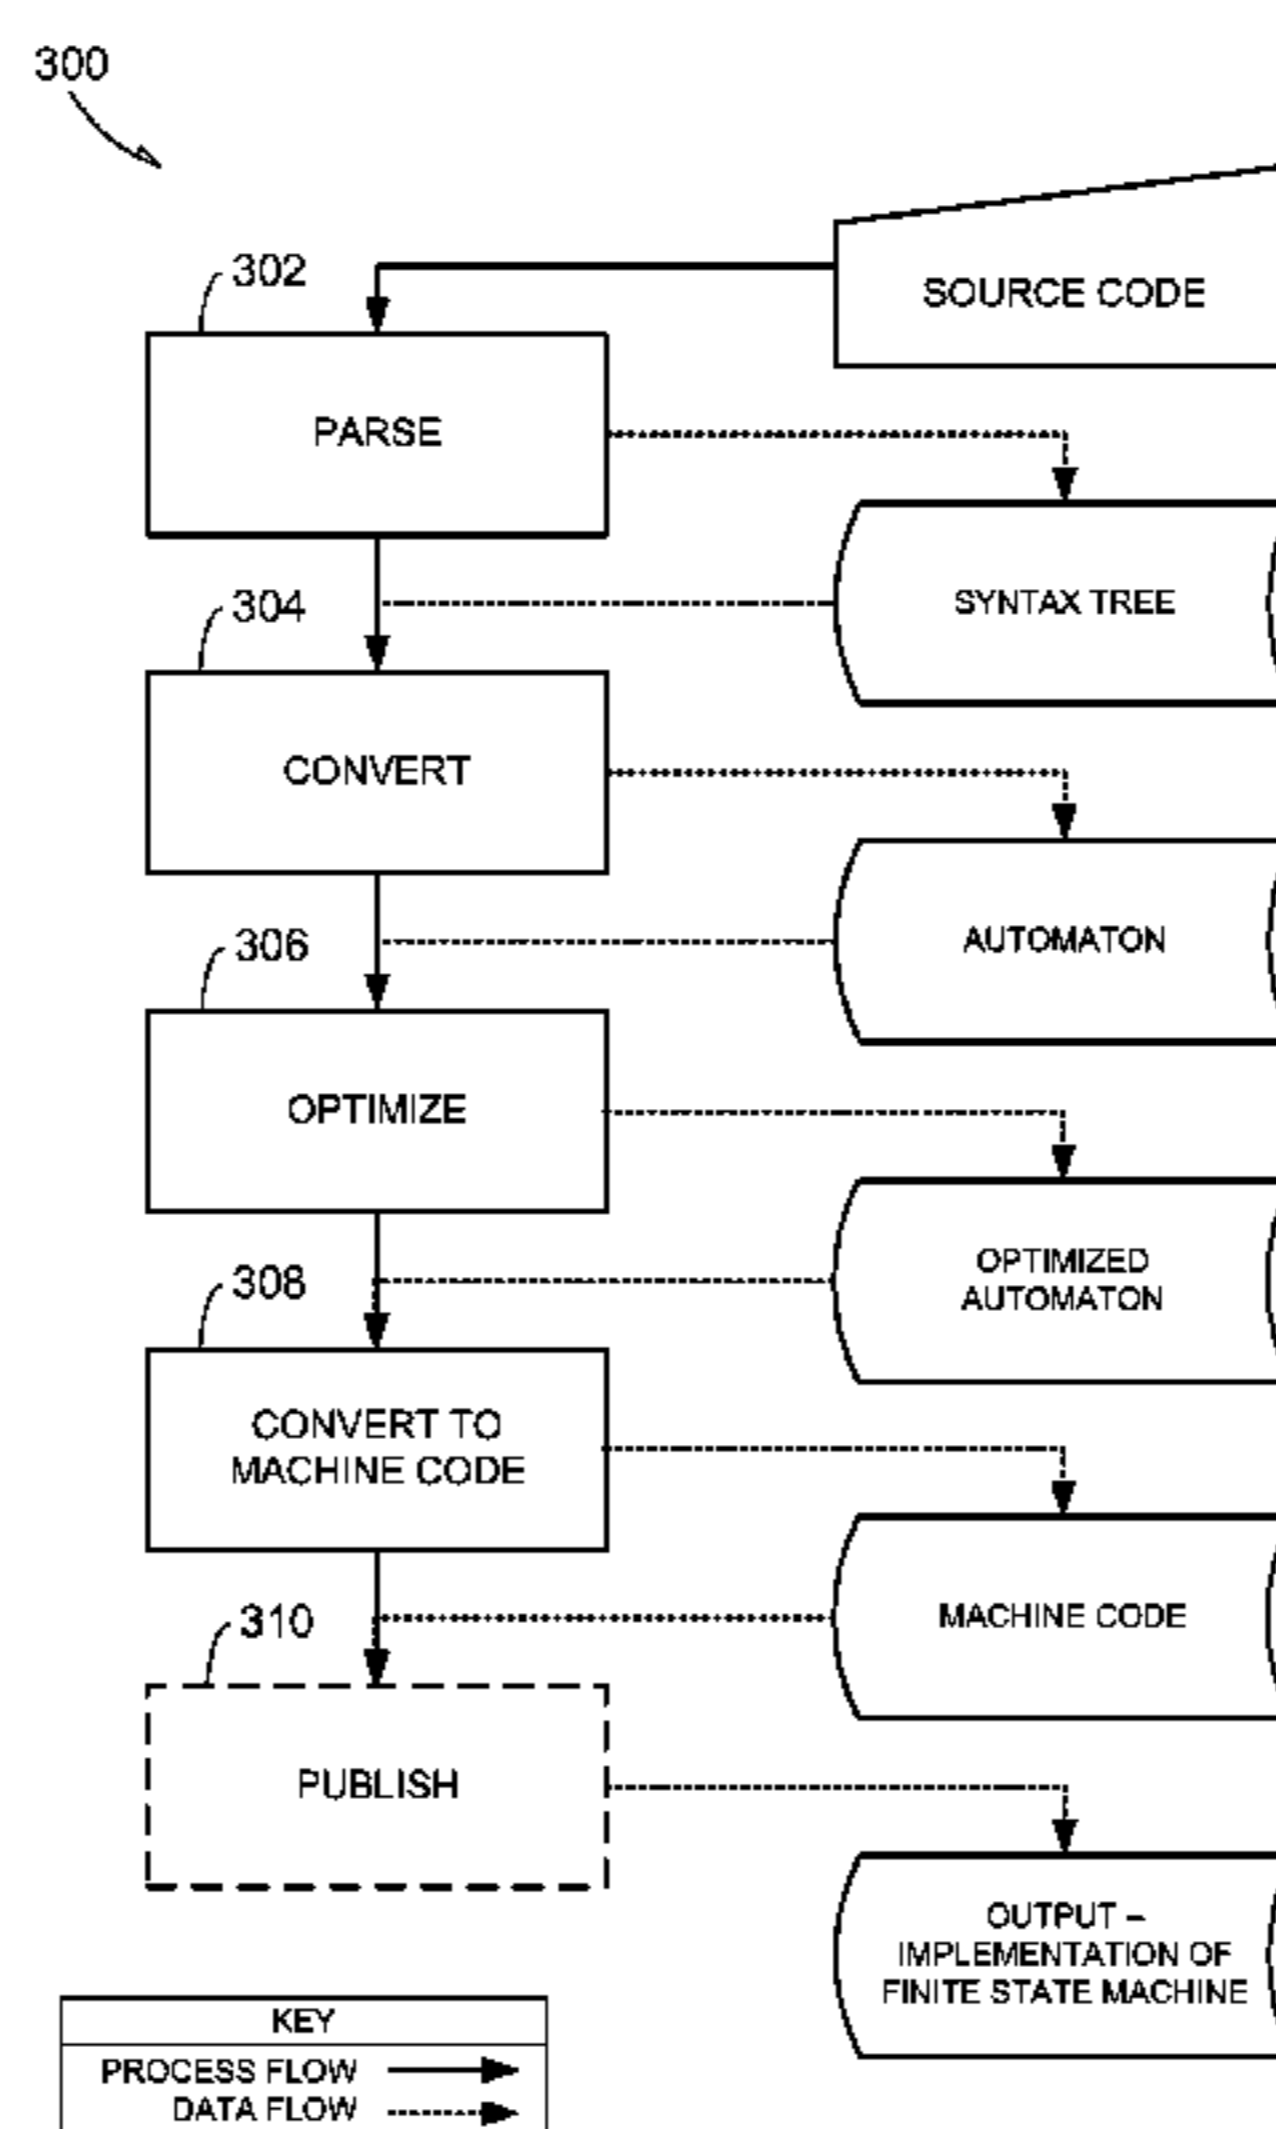 300
302
SOURCE CODE
PARSE
304
SYNTAX TREE
CONVERT
306
AUTOMATON
OPTIMIZE
308
OPTIMIZED
AUTOMATON
CONVERT TO
MACHINE CODE
310
MACHINE CODE
PUBLISH
OUTPUT –
IMPLEMENTATION OF
FINITE STATE MACHINE
KEY
PROCESS FLOW
DATA FLOW